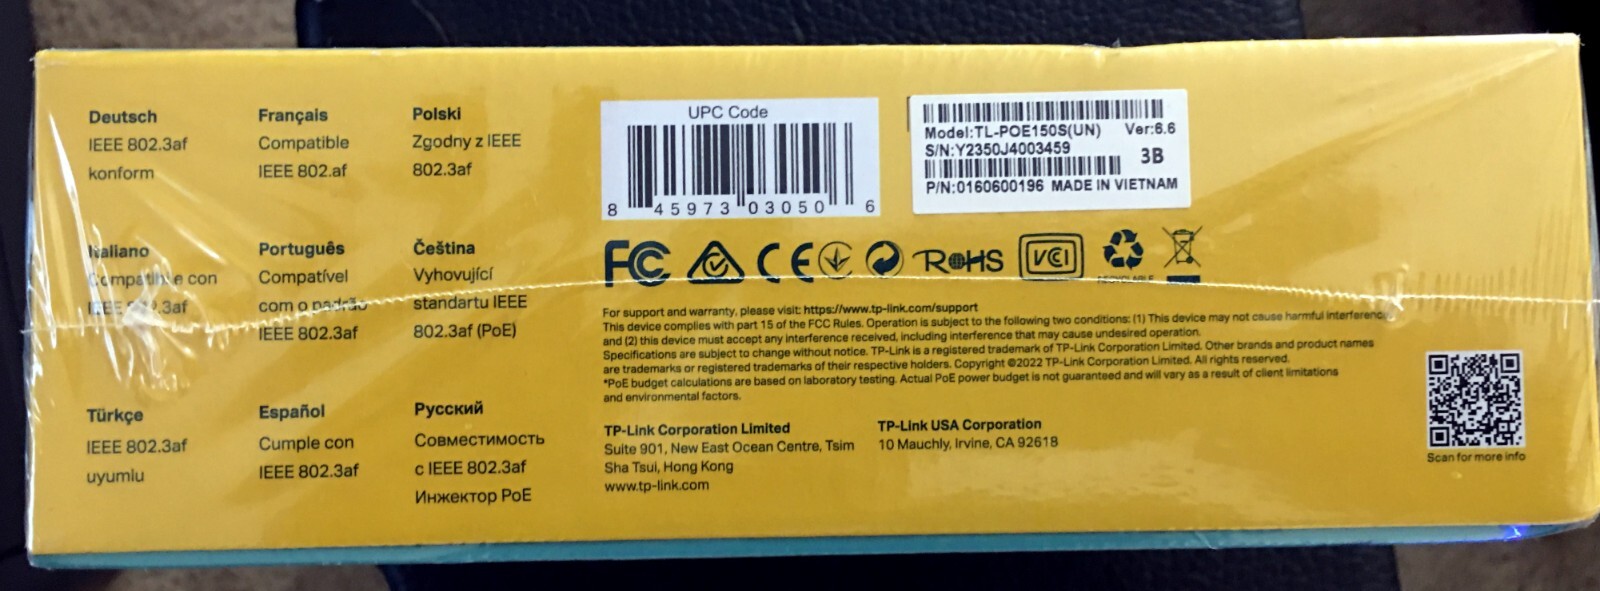 Deutsch
IEEE 802.3af
konform
Français
Compatible
IEEE 802.af
Polski
Zgodny z IEEE
802.3af
Italiano
Compatibile con
IEEE 802.3af
Português
Compatível
com o padrão
IEEE 802.3af
Čeština
Vyhovující
standartu IEEE
802.3af (PoE)
Türkçe
IEEE 802.3af
uyumlu
Español
Cumple con
IEEE 802.3af
Русский
Совместимость
с IEEE 802.3af
Инжектор PoE
UPC Code
8 45973 03050 6
Model:TL-POE150S(UN) Ver:6.6
S/N:Y2350J4003459
3B
P/N:0160600196 MADE IN VIETNAM
FC CE RoHS VCCI
RECYCLABLE
For support and warranty, please visit: https://www.tp-link.com/support
This device complies with part 15 of the FCC Rules. Operation is subject to the following two conditions: (1) This device may not cause harmful interference,
and (2) this device must accept any interference received, including interference that may cause undesired operation.
Specifications are subject to change without notice. TP-Link is a registered trademark of TP-Link Corporation Limited. Other brands and product names
are trademarks or registered trademarks of their respective holders. Copyright ©2022 TP-Link Corporation Limited. All rights reserved.
*PoE budget calculations are based on laboratory testing. Actual PoE power budget is not guaranteed and will vary as a result of client limitations
and environmental factors.
TP-Link Corporation Limited
Suite 901, New East Ocean Centre, Tsim
Sha Tsui, Hong Kong
www.tp-link.com
TP-Link USA Corporation
10 Mauchly, Irvine, CA 92618
Scan for more info